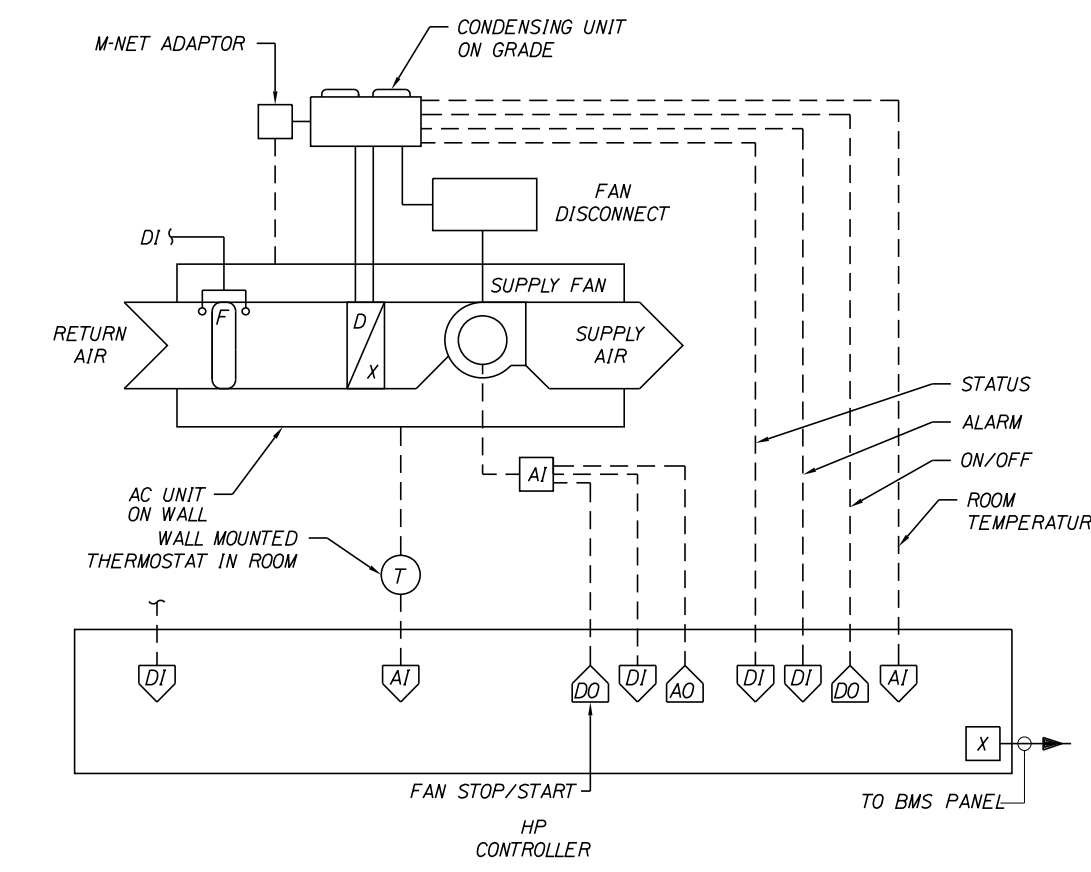 M-NET ADAPTOR
CONDENSING UNIT
ON GRADE
FAN
DISCONNECT
DI
SUPPLY FAN
F
D
X
RETURN
AIR
SUPPLY
AIR
STATUS
ALARM
ON/OFF
ROOM
TEMPERATUR
AI
AC UNIT
ON WALL
WALL MOUNTED
THERMOSTAT IN ROOM
T
DI
AI
DO
DI
AO
DI
DI
DO
AI
X
FAN STOP/START
TO BMS PANEL
HP
CONTROLLER